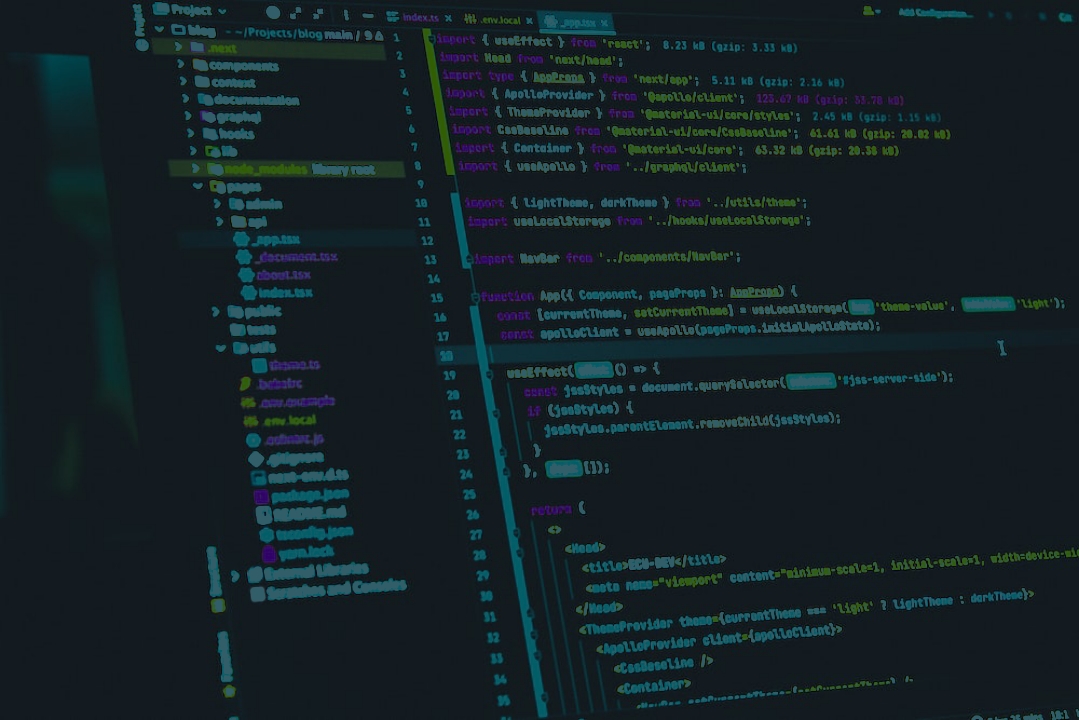 Project
index.ts
.env.local
_app.tsx
Add Configuration...
Git
Project
blog ~/Projects/blog main / 9 Δ
.next
components
context
documentation
graphql
hooks
lib
node_modules library root
pages
admin
api
_app.tsx
_document.tsx
about.tsx
index.tsx
public
tests
utils
theme.ts
.babelrc
.env.example
.env.local
.eslintrc.js
.gitignore
next-env.d.ts
package.json
README.md
tsconfig.json
yarn.lock
External Libraries
Scratches and Consoles
1 import { useEffect } from 'react'; 8.23 kB (gzip: 3.33 kB)
2 import Head from 'next/head';
3 import type { AppProps } from 'next/app'; 5.11 kB (gzip: 2.16 kB)
4 import { ApolloProvider } from '@apollo/client'; 123.67 kB (gzip: 33.78 kB)
5 import { ThemeProvider } from '@material-ui/core/styles'; 2.45 kB (gzip: 1.15 kB)
6 import CssBaseline from '@material-ui/core/CssBaseline'; 61.61 kB (gzip: 20.02 kB)
7 import { Container } from '@material-ui/core'; 63.32 kB (gzip: 20.38 kB)
8 import { useApollo } from '../graphql/client';
9
10 import { lightTheme, darkTheme } from '../utils/theme';
11 import useLocalStorage from '../hooks/useLocalStorage';
12
13 import NavBar from '../components/NavBar';
14
15 function App({ Component, pageProps }: AppProps) {
16 const [currentTheme, setCurrentTheme] = useLocalStorage( 'theme-value', 'light');
17 const apolloClient = useApollo(pageProps.initialApolloState);
18
19 useEffect( () => {
20 const jssStyles = document.querySelector( '#jss-server-side');
21 if (jssStyles) {
22 jssStyles.parentElement.removeChild(jssStyles);
23 }
24 }, []);
25
26 return (
27 <>
28 <Head>
29 <title>ECU-DEV</title>
30 <meta name="viewport" content="minimum-scale=1, initial-scale=1, width=device-wi
31 </Head>
32 <ThemeProvider theme={currentTheme === 'light' ? lightTheme : darkTheme}>
33 <ApolloProvider client={apolloClient}>
34 <CssBaseline />
35 <Container>
18:1